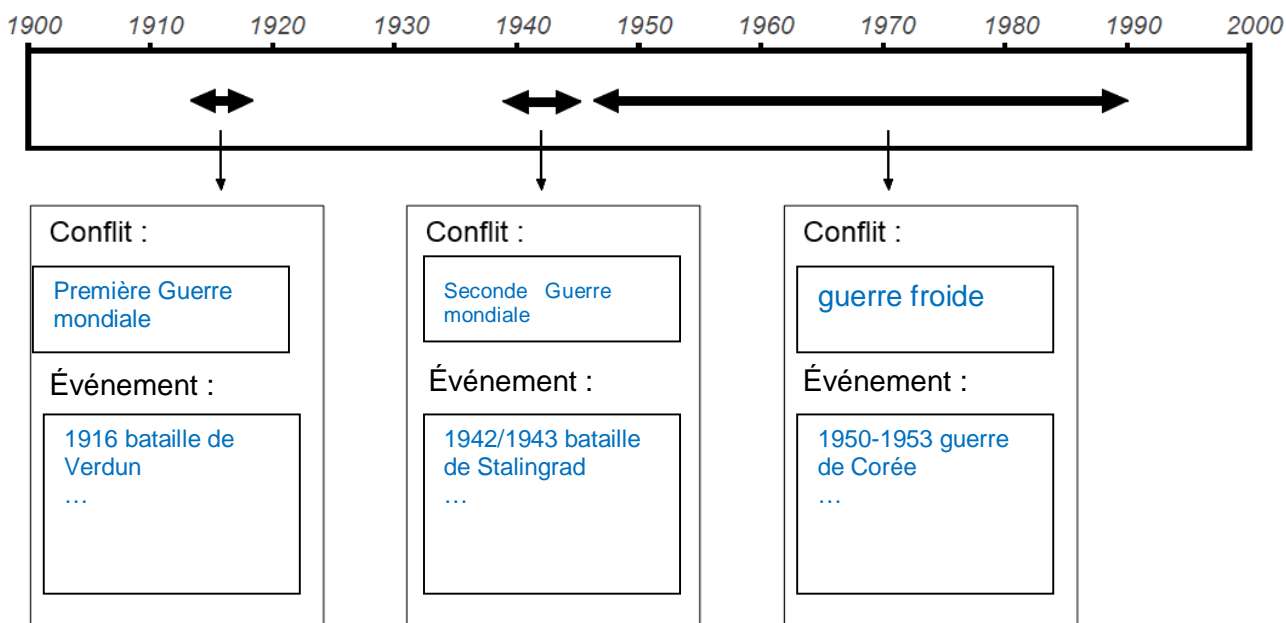 1900 1910 1920 1930 1940 1950 1960 1970 1980 1990 2000
Conflit :
Première Guerre
mondiale
Événement :
1916 bataille de
Verdun
…
Conflit :
Seconde Guerre
mondiale
Événement :
1942/1943 bataille
de Stalingrad
…
Conflit :
guerre froide
Événement :
1950-1953 guerre
de Corée
…